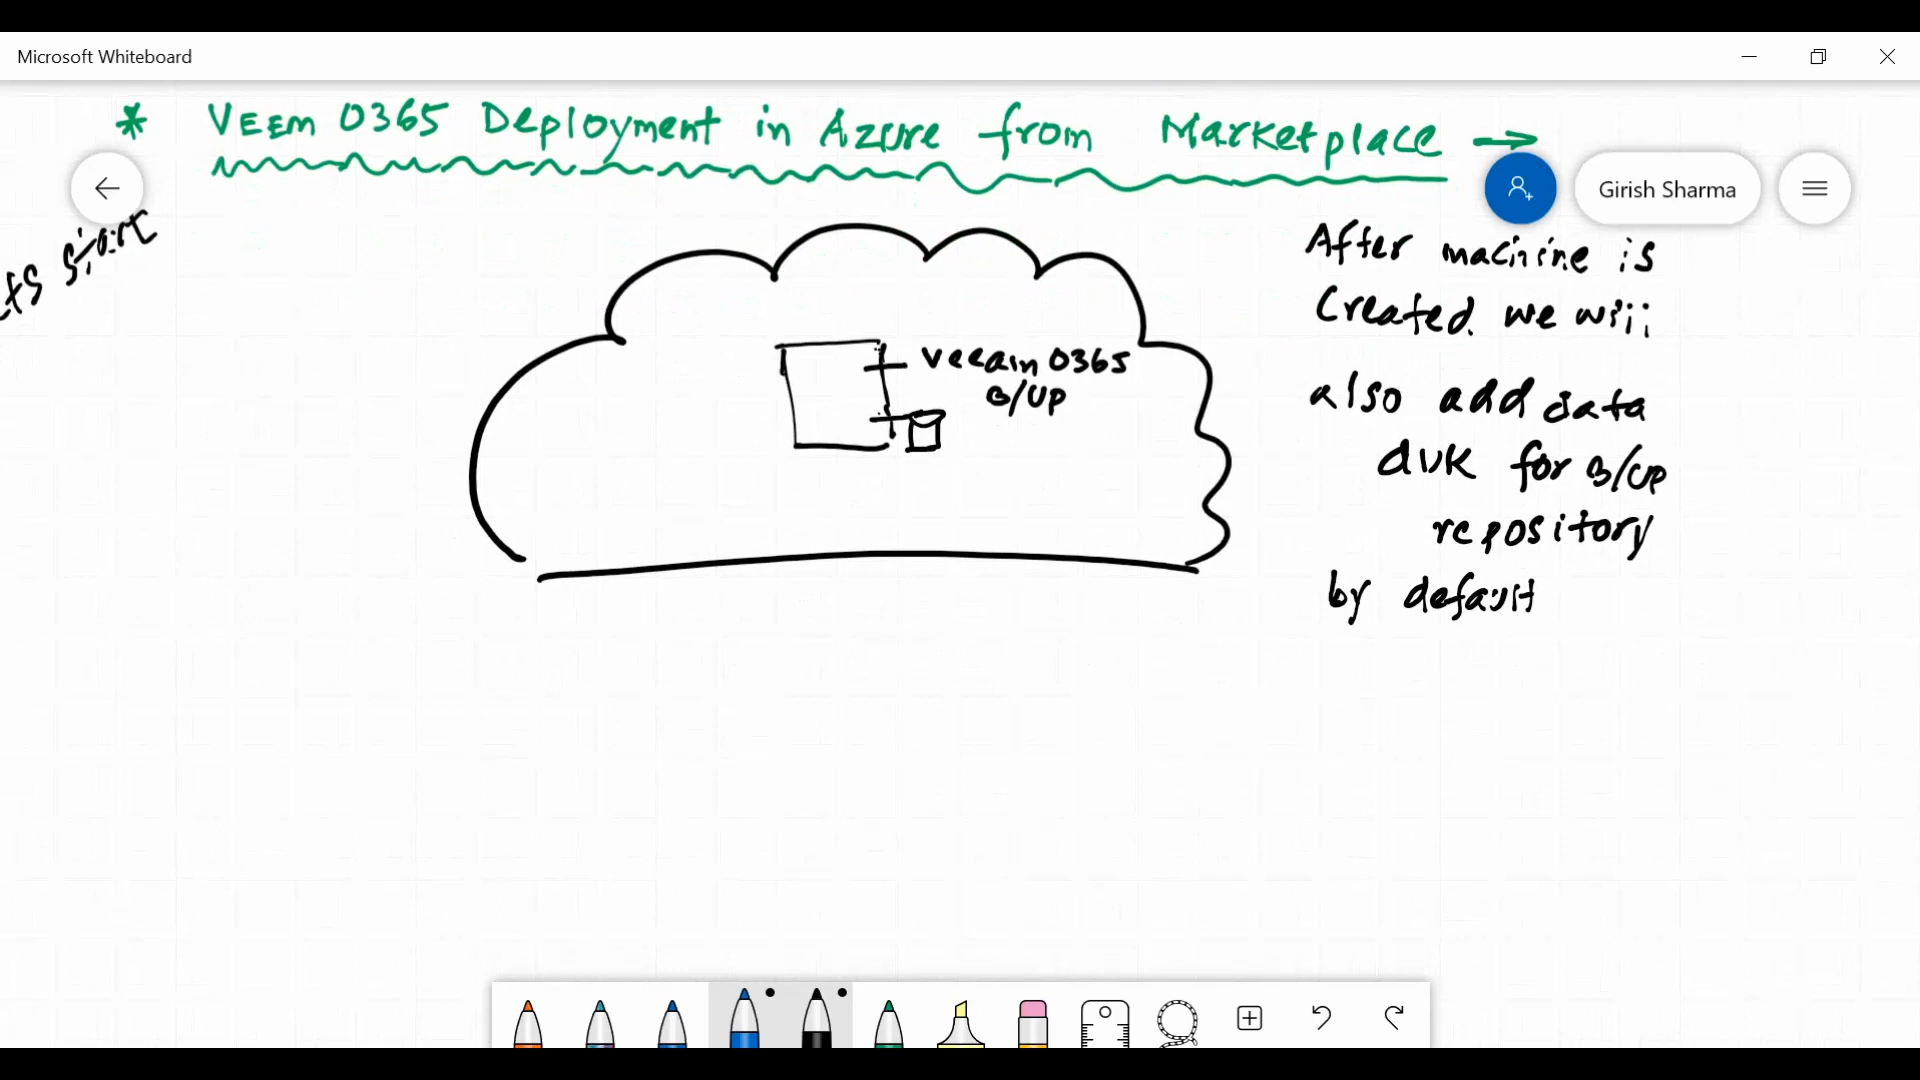 Microsoft Whiteboard
* VEEm O365 Deployment in Azure from Marketplace →
Girish Sharma
start
After machine is
Created. we will
also add data
for B/UP
repository
by default
veeam O365
B/UP